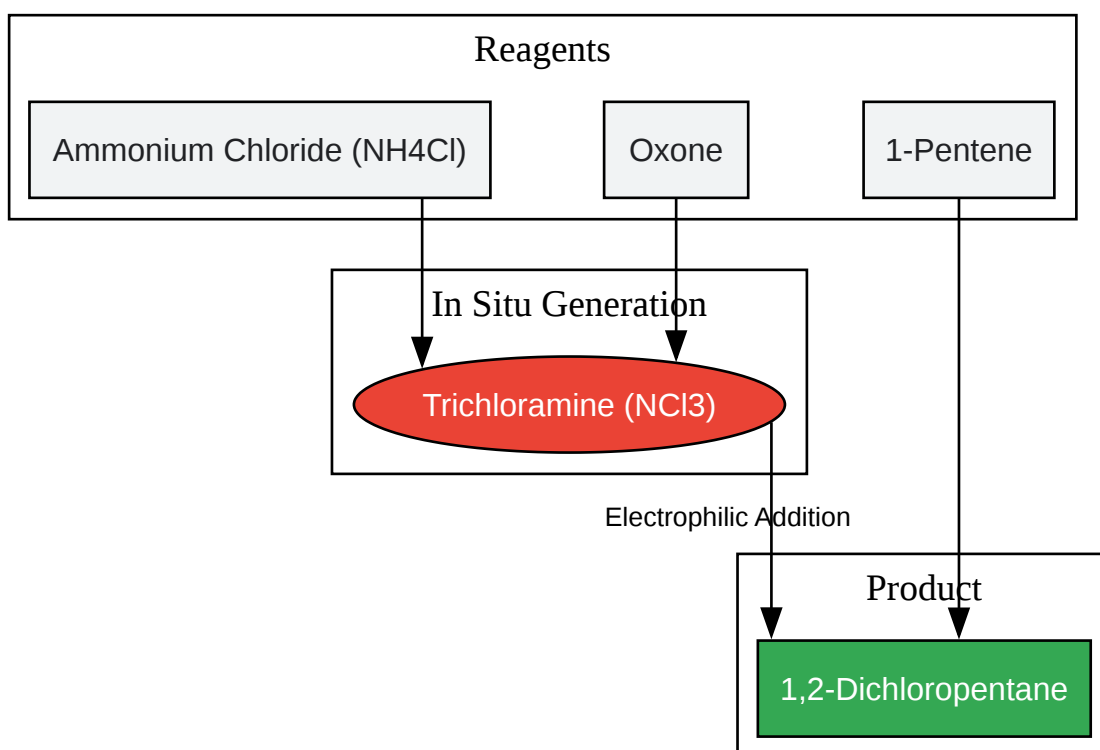 Reagents
Ammonium Chloride (NH4Cl)
Oxone
1-Pentene
In Situ Generation
Trichloramine (NCl3)
Electrophilic Addition
Product
1,2-Dichloropentane